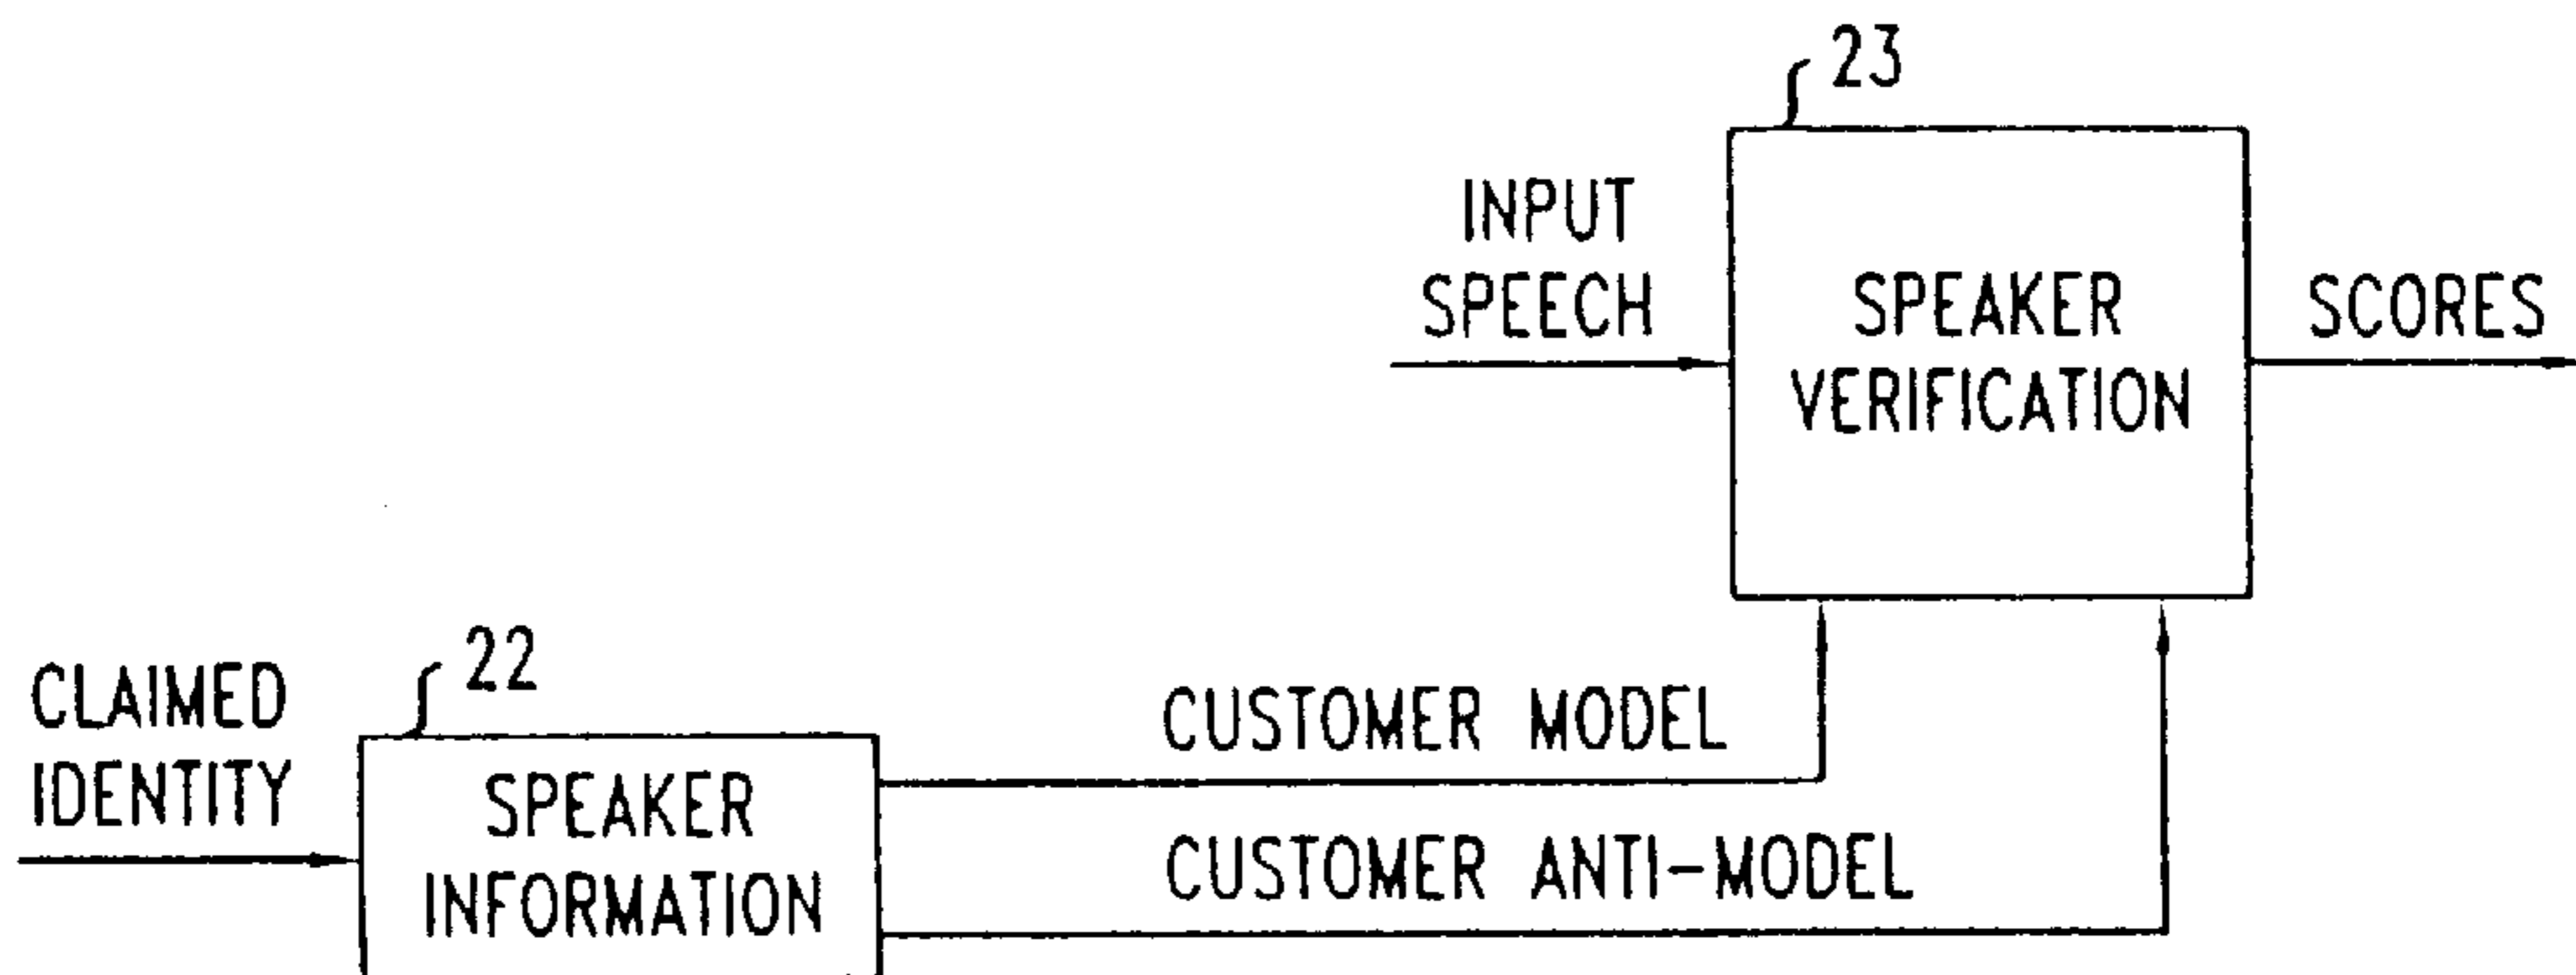 23
INPUT
SPEECH
SPEAKER
VERIFICATION
SCORES
22
CLAIMED
IDENTITY
SPEAKER
INFORMATION
CUSTOMER MODEL
CUSTOMER ANTI-MODEL